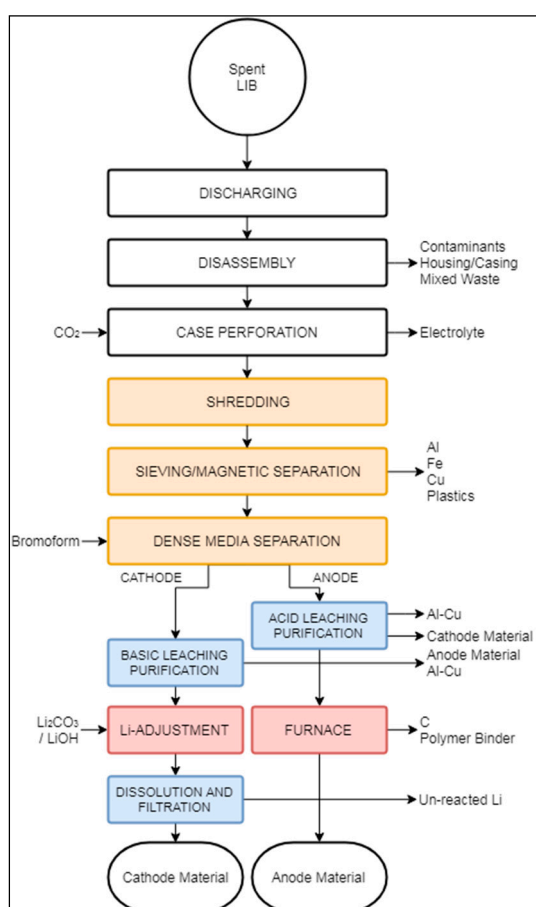 Spent
LIB
DISCHARGING
DISASSEMBLY
Contaminants
Housing/Casing
Mixed Waste
CO₂
CASE PERFORATION
Electrolyte
SHREDDING
SIEVING/MAGNETIC SEPARATION
Al
Fe
Cu
Plastics
Bromoform
DENSE MEDIA SEPARATION
CATHODE
ANODE
ACID LEACHING
PURIFICATION
Al-Cu
Cathode Material
BASIC LEACHING
PURIFICATION
Anode Material
Al-Cu
Li₂CO₃
/ LiOH
Li-ADJUSTMENT
FURNACE
C
Polymer Binder
DISSOLUTION AND
FILTRATION
Un-reacted Li
Cathode Material
Anode Material